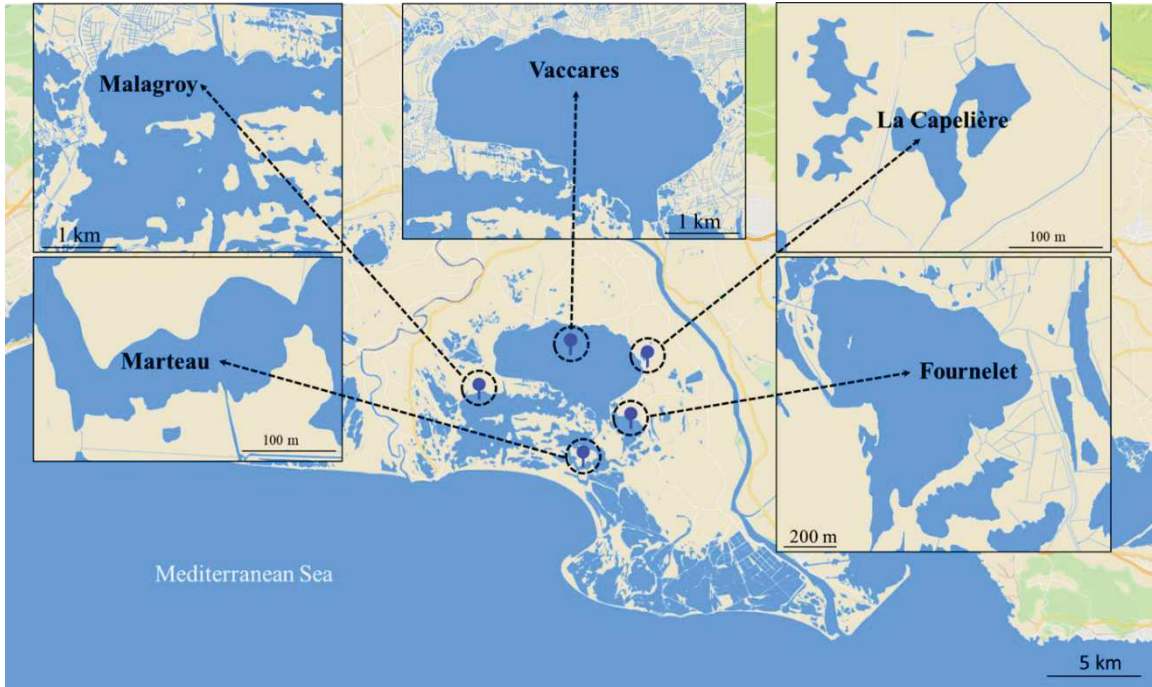 Malagroy
1 km
Vaccares
1 km
La Capelière
100 m
Marteau
100 m
Fournelet
200 m
Mediterranean Sea
5 km